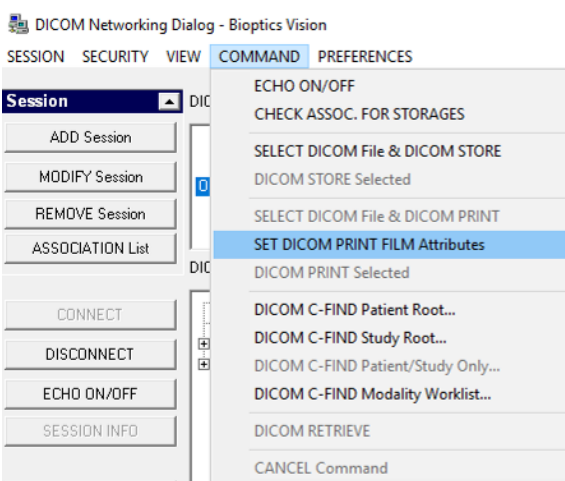 DICOM Networking Dialog - Bioptics Vision
SESSION SECURITY VIEW COMMAND PREFERENCES
Session
ADD Session
MODIFY Session
REMOVE Session
ASSOCIATION List
CONNECT
DISCONNECT
ECHO ON/OFF
SESSION INFO
DIC
DIC
ECHO ON/OFF
CHECK ASSOC. FOR STORAGES
SELECT DICOM File & DICOM STORE
DICOM STORE Selected
SELECT DICOM File & DICOM PRINT
SET DICOM PRINT FILM Attributes
DICOM PRINT Selected
DICOM C-FIND Patient Root...
DICOM C-FIND Study Root...
DICOM C-FIND Patient/Study Only...
DICOM C-FIND Modality Worklist...
DICOM RETRIEVE
CANCEL Command